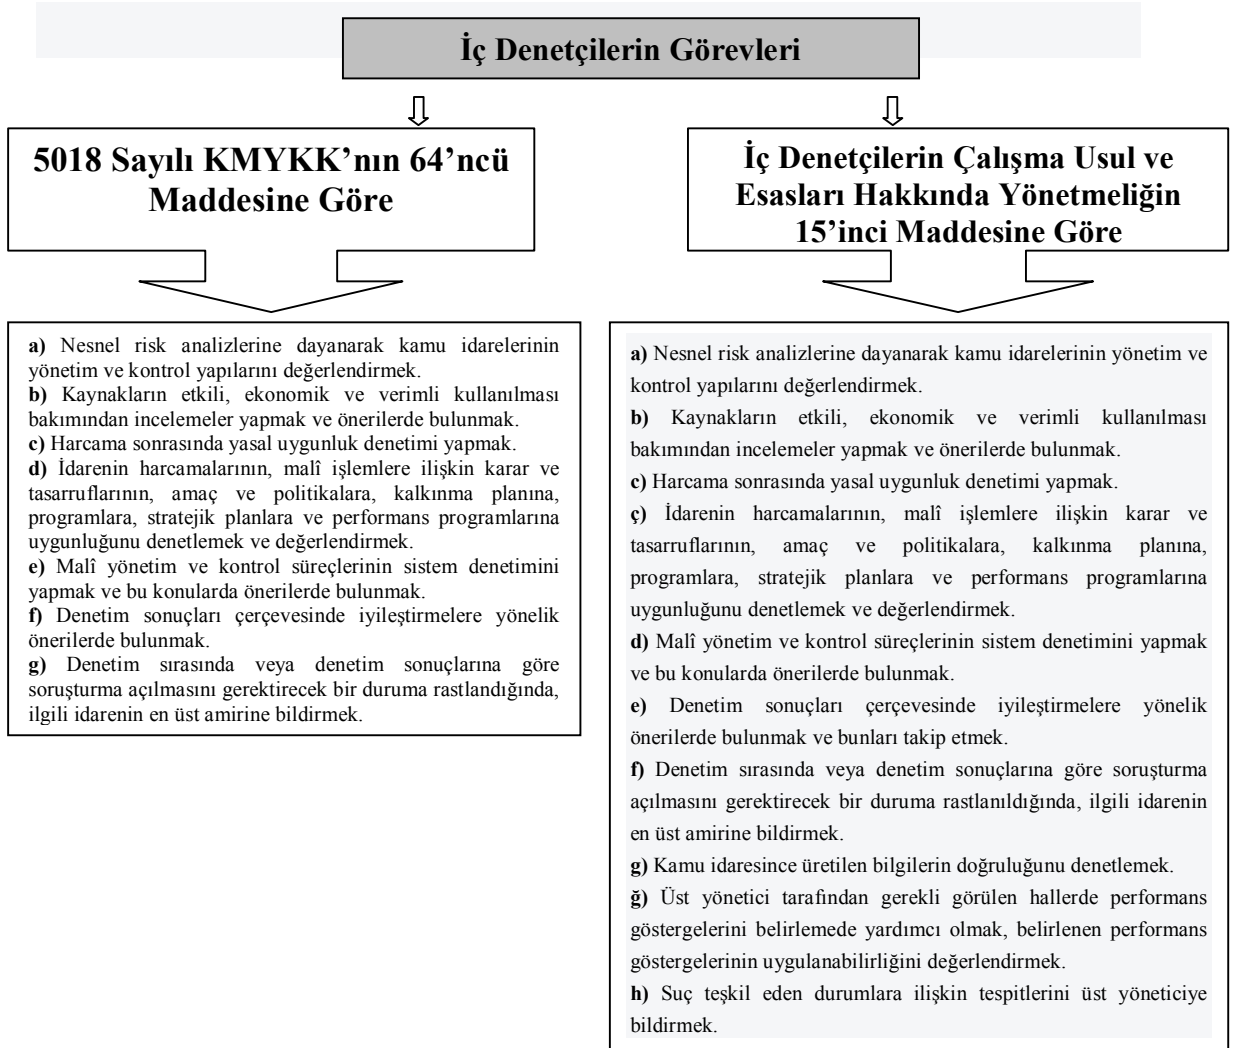 İç Denetçilerin Görevleri
5018 Sayılı KMYKK’nın 64’ncü
Maddesine Göre
a) Nesnel risk analizlerine dayanarak kamu idarelerinin
yönetim ve kontrol yapılarını değerlendirmek.
b) Kaynakların etkili, ekonomik ve verimli kullanılması
bakımından incelemeler yapmak ve önerilerde bulunmak.
c) Harcama sonrasında yasal uygunluk denetimi yapmak.
d) İdarenin harcamalarının, malî işlemlere ilişkin karar ve
tasarruflarının, amaç ve politikalara, kalkınma planına,
programlara, stratejik planlara ve performans programlarına
uygunluğunu denetlemek ve değerlendirmek.
e) Malî yönetim ve kontrol süreçlerinin sistem denetimini
yapmak ve bu konularda önerilerde bulunmak.
f) Denetim sonuçları çerçevesinde iyileştirmelere yönelik
önerilerde bulunmak.
g) Denetim sırasında veya denetim sonuçlarına göre
soruşturma açılmasını gerektirecek bir duruma rastlandığında,
ilgili idarenin en üst amirine bildirmek.
İç Denetçilerin Çalışma Usul ve
Esasları Hakkında Yönetmeliğin
15’inci Maddesine Göre
a) Nesnel risk analizlerine dayanarak kamu idarelerinin yönetim ve
kontrol yapılarını değerlendirmek.
b) Kaynakların etkili, ekonomik ve verimli kullanılması
bakımından incelemeler yapmak ve önerilerde bulunmak.
c) Harcama sonrasında yasal uygunluk denetimi yapmak.
ç) İdarenin harcamalarının, malî işlemlere ilişkin karar ve
tasarruflarının, amaç ve politikalara, kalkınma planına,
programlara, stratejik planlara ve performans programlarına
uygunluğunu denetlemek ve değerlendirmek.
d) Malî yönetim ve kontrol süreçlerinin sistem denetimini yapmak
ve bu konularda önerilerde bulunmak.
e) Denetim sonuçları çerçevesinde iyileştirmelere yönelik
önerilerde bulunmak ve bunları takip etmek.
f) Denetim sırasında veya denetim sonuçlarına göre soruşturma
açılmasını gerektirecek bir duruma rastlanıldığında, ilgili idarenin
en üst amirine bildirmek.
g) Kamu idaresince üretilen bilgilerin doğruluğunu denetlemek.
ğ) Üst yönetici tarafından gerekli görülen hallerde performans
göstergelerini belirlemede yardımcı olmak, belirlenen performans
göstergelerinin uygulanabilirliğini değerlendirmek.
h) Suç teşkil eden durumlara ilişkin tespitlerini üst yöneticiye
bildirmek.